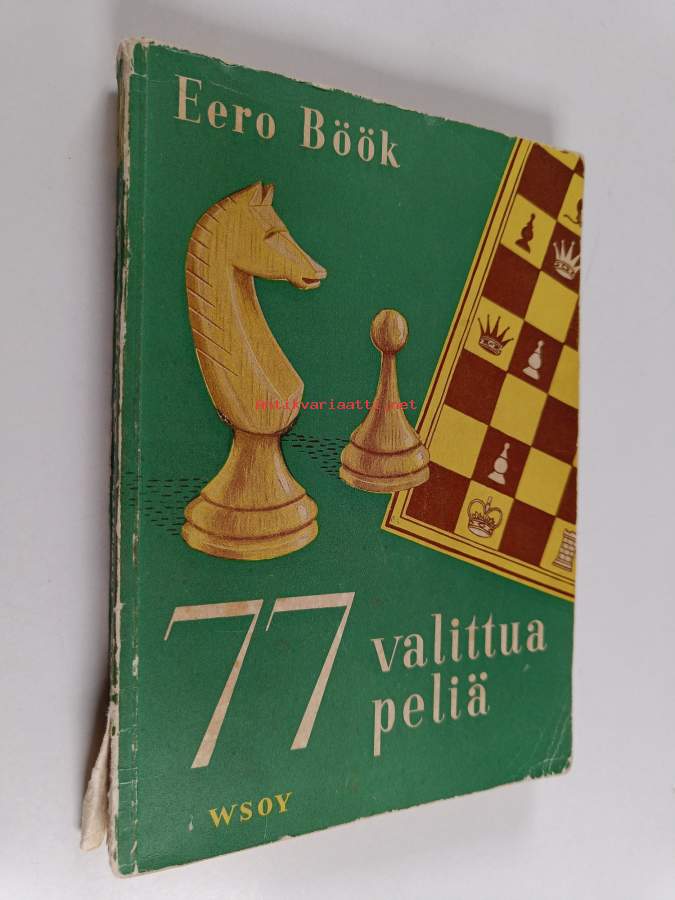 Eero Böök
antikvariaatti.net
77 valittua
peliä
WSOY